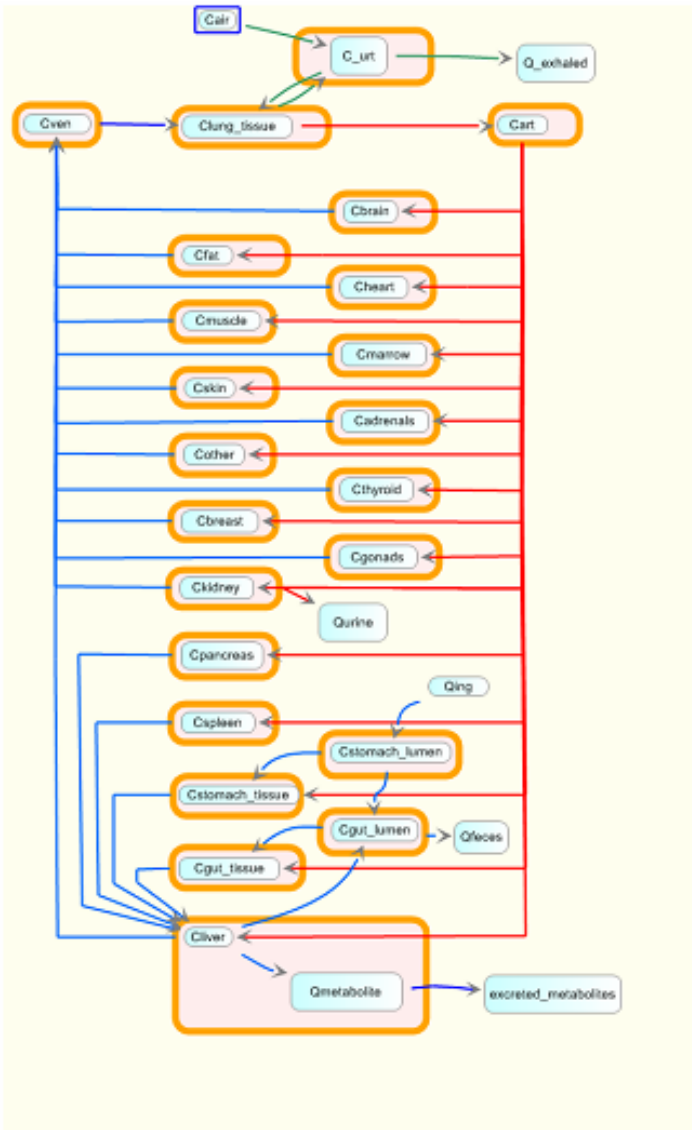 Cair
C_urt
Q_exhaled
Cven
Clung_tissue
Cart
Cbrain
Cfat
Cheart
Cmuscle
Cmarrow
Cskin
Cadrenals
Cother
Cthyroid
Cbreast
Cgonads
Ckidney
Qurine
Cpancreas
Qing
Cspleen
Cstomach_lumen
Cstomach_tissue
Cgut_lumen
Qfeces
Cgut_tissue
Cliver
Qmetabolite
excreted_metabolites